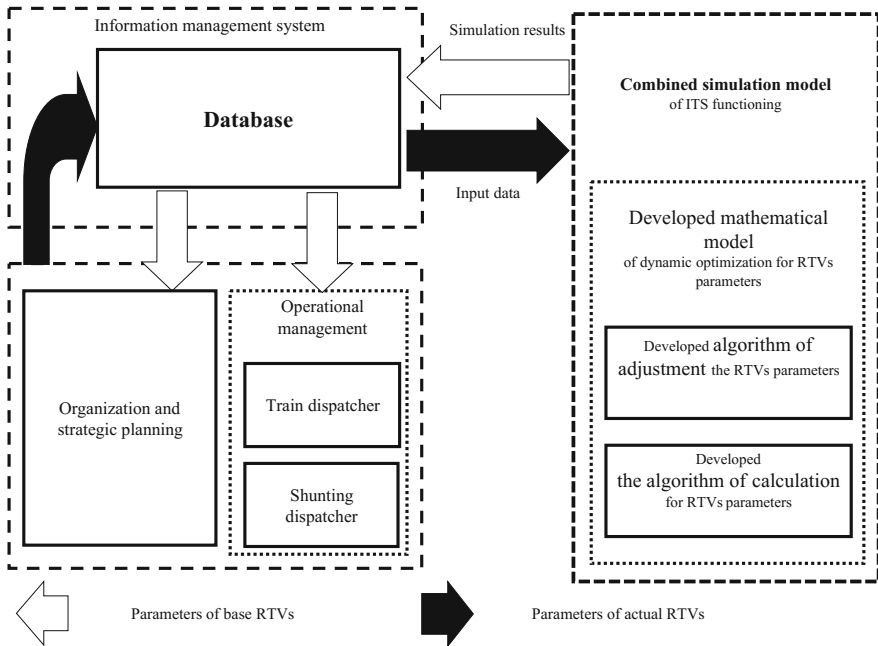 Information management system
Database
Simulation results
Input data
Combined simulation model
of ITS functioning
Developed mathematical
model
of dynamic optimization for RTVs
parameters
Developed algorithm of
adjustment the RTVs parameters
Developed
the algorithm of calculation
for RTVs parameters
Organization and
strategic planning
Operational
management
Train dispatcher
Shunting
dispatcher
Parameters of base RTVs
Parameters of actual RTVs